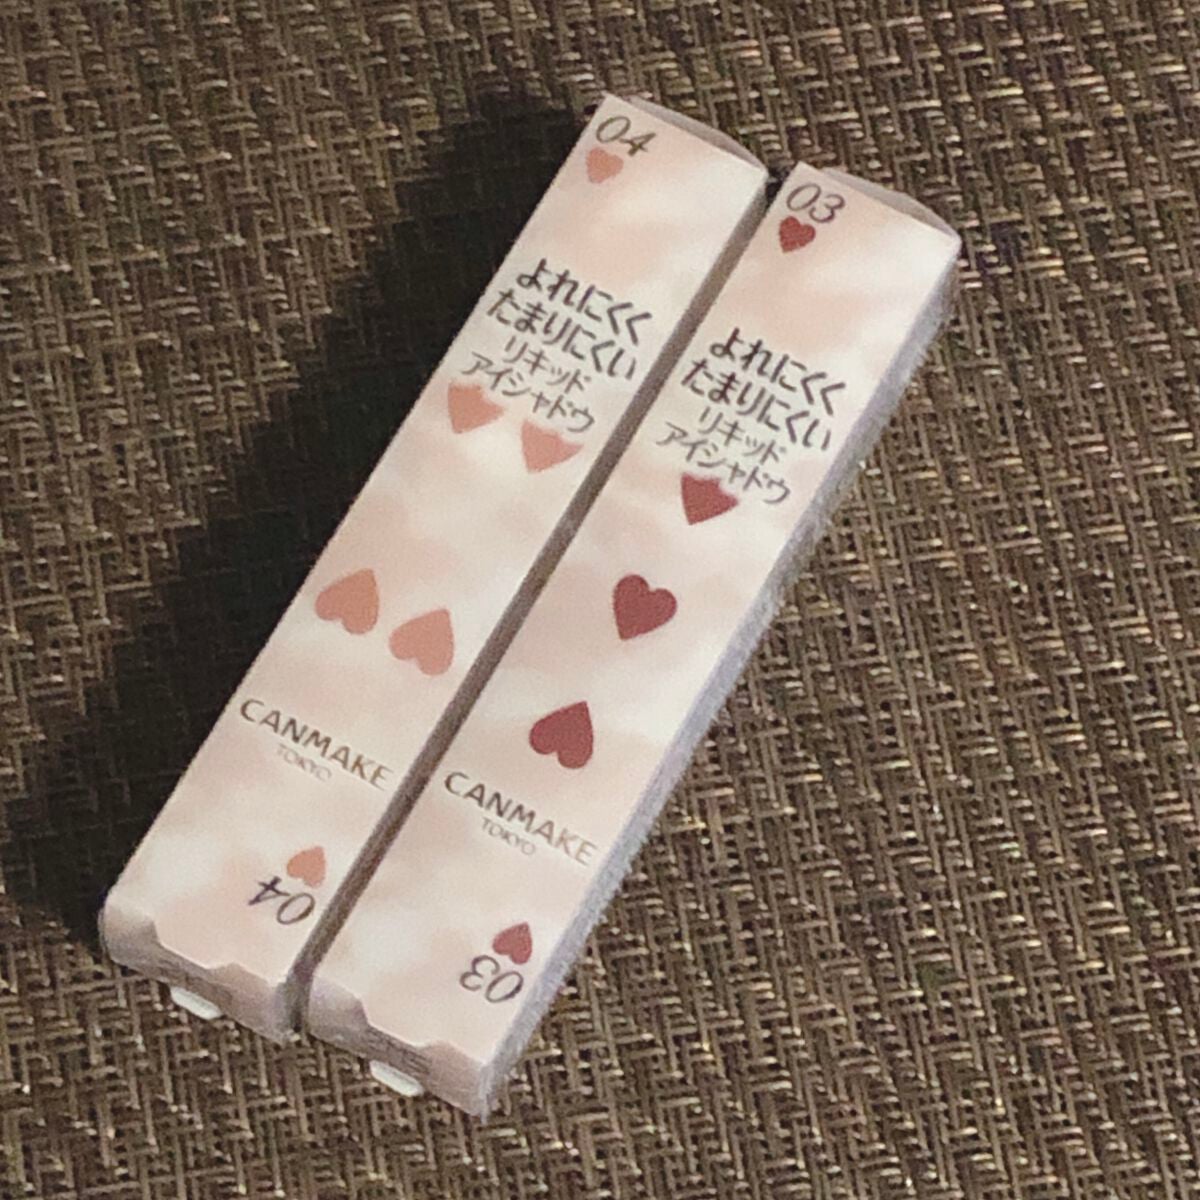 04
よれにくく
たまりにくい
リキッド
アイシャドウ
CANMAKE
TOKYO
04
03
よれにくく
たまりにくい
リキッド
アイシャドウ
CANMAKE
TOKYO
03